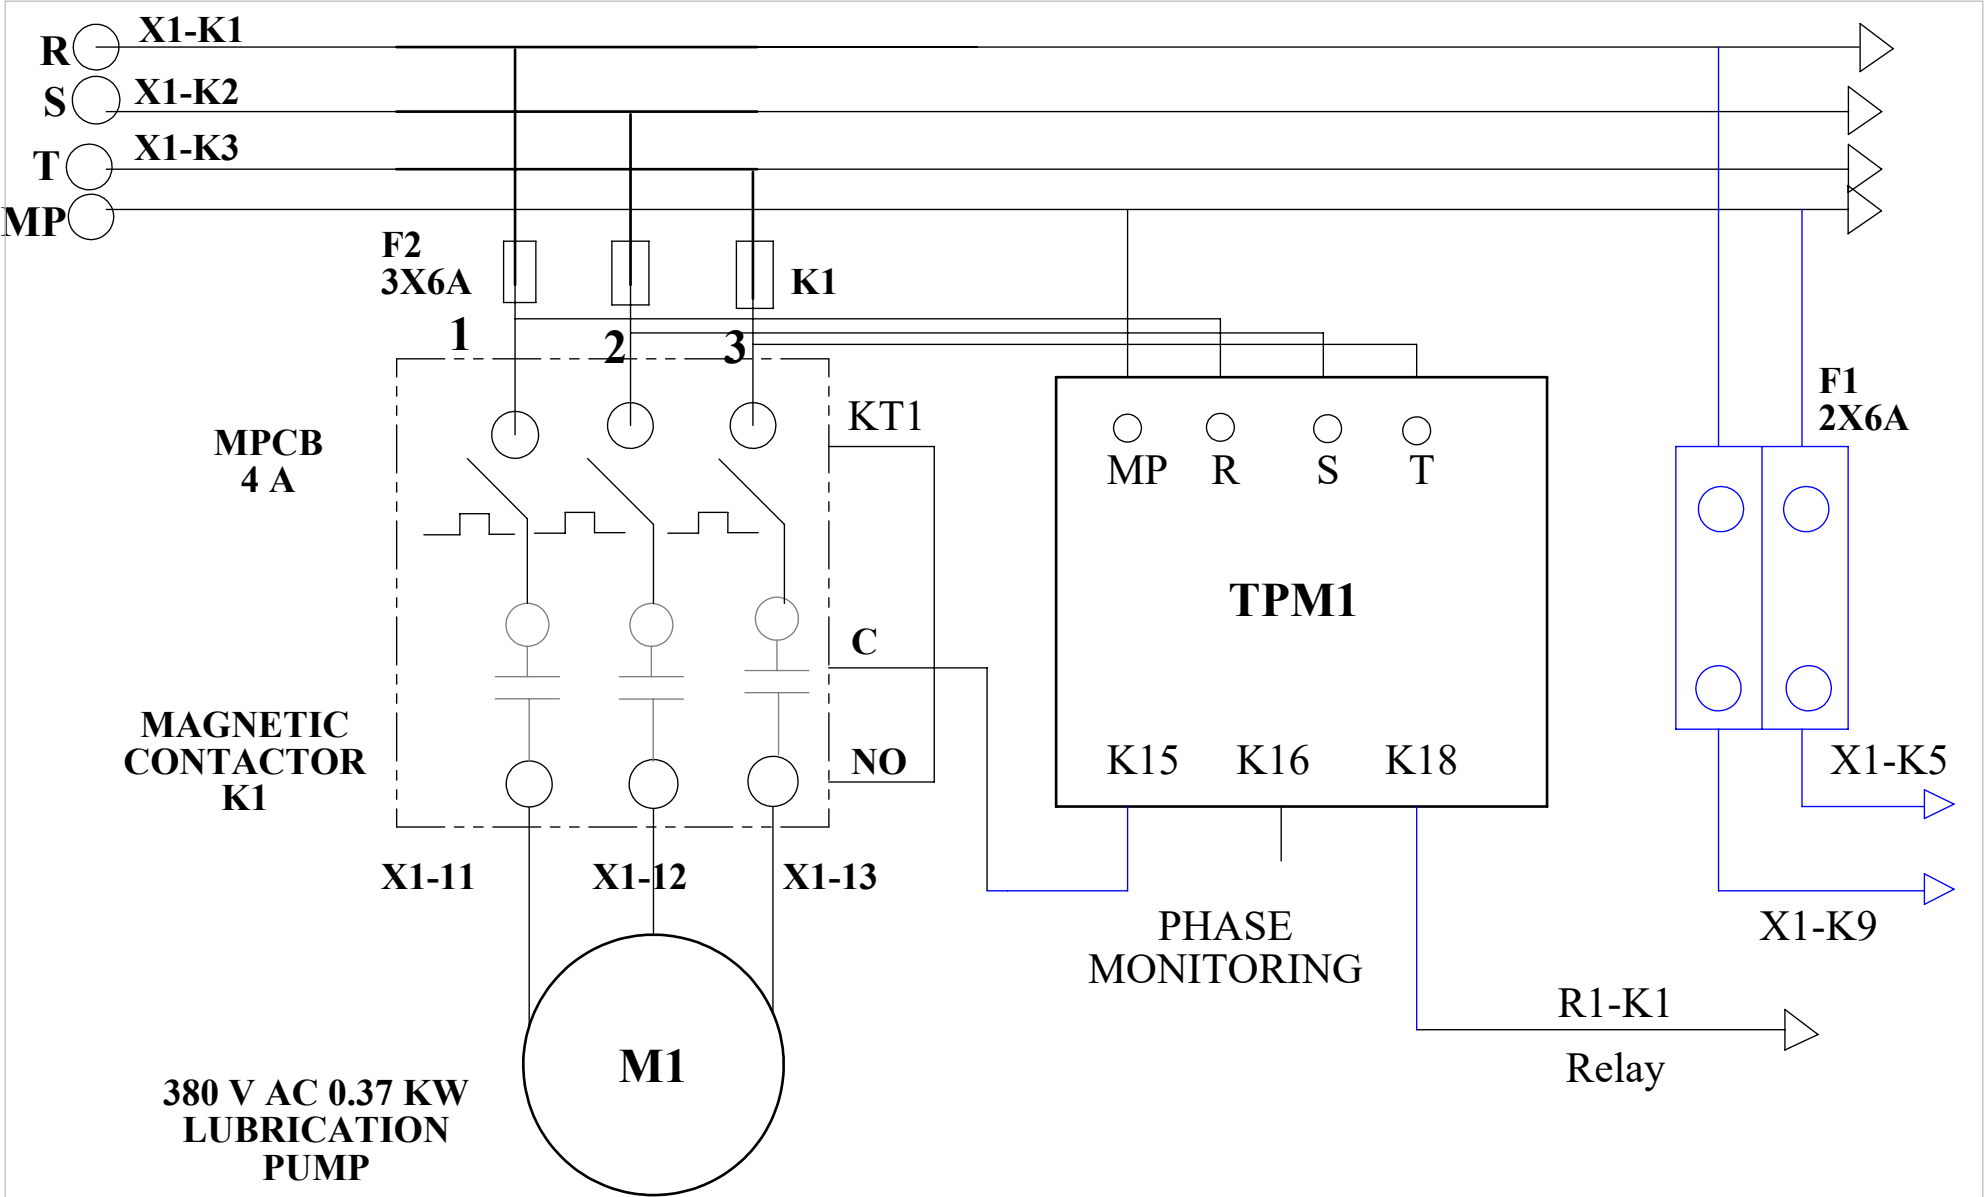 R
X1-K1
S
X1-K2
T
X1-K3
MP
F2
3X6A
K1
1
2
3
MPCB
4 A
KT1
C
NO
MAGNETIC
CONTACTOR
K1
MP R S T
TPM1
K15 K16 K18
F1
2X6A
X1-K5
X1-K9
X1-11
X1-12
X1-13
PHASE
MONITORING
R1-K1
Relay
M1
380 V AC 0.37 KW
LUBRICATION
PUMP